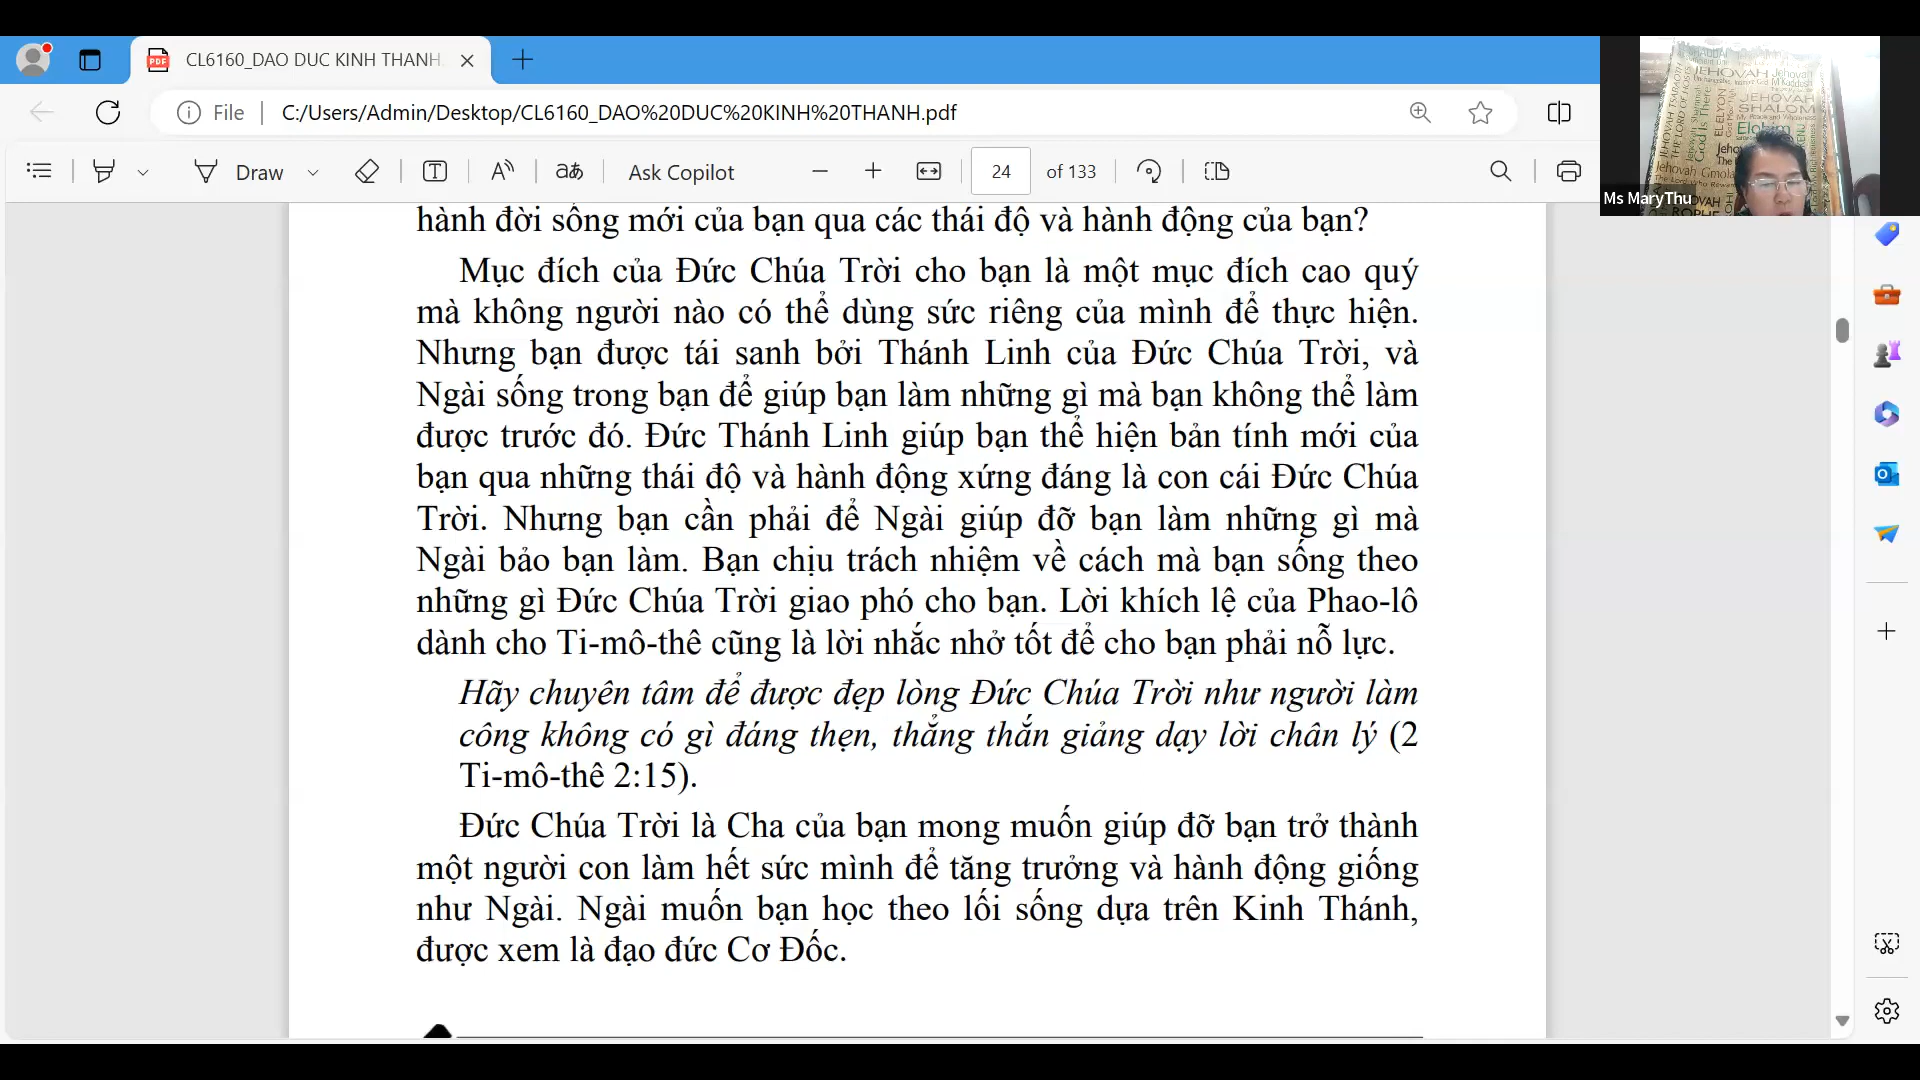 CL6160_DAO DUC KINH THANH.
File
C:/Users/Admin/Desktop/CL6160_DAO%20DUC%20KINH%20THANH.pdf
Draw
Ask Copilot
24 of 133
Ms MaryThu
JEHOVAH
JEHOVAH
SHALOM
Elohim
ELELYON
God Is There
THE LORD OF HOSTS
hành đời sống mới của bạn qua các thái độ và hành động của bạn?
Mục đích của Đức Chúa Trời cho bạn là một mục đích cao quý
mà không người nào có thể dùng sức riêng của mình để thực hiện.
Nhưng bạn được tái sanh bởi Thánh Linh của Đức Chúa Trời, và
Ngài sống trong bạn để giúp bạn làm những gì mà bạn không thể làm
được trước đó. Đức Thánh Linh giúp bạn thể hiện bản tính mới của
bạn qua những thái độ và hành động xứng đáng là con cái Đức Chúa
Trời. Nhưng bạn cần phải để Ngài giúp đỡ bạn làm những gì mà
Ngài bảo bạn làm. Bạn chịu trách nhiệm về cách mà bạn sống theo
những gì Đức Chúa Trời giao phó cho bạn. Lời khích lệ của Phao-lô
dành cho Ti-mô-thê cũng là lời nhắc nhở tốt để cho bạn phải nỗ lực.
Hãy chuyên tâm để được đẹp lòng Đức Chúa Trời như người làm
công không có gì đáng thẹn, thẳng thắn giảng dạy lời chân lý (2
Ti-mô-thê 2:15).
Đức Chúa Trời là Cha của bạn mong muốn giúp đỡ bạn trở thành
một người con làm hết sức mình để tăng trưởng và hành động giống
như Ngài. Ngài muốn bạn học theo lối sống dựa trên Kinh Thánh,
được xem là đạo đức Cơ Đốc.